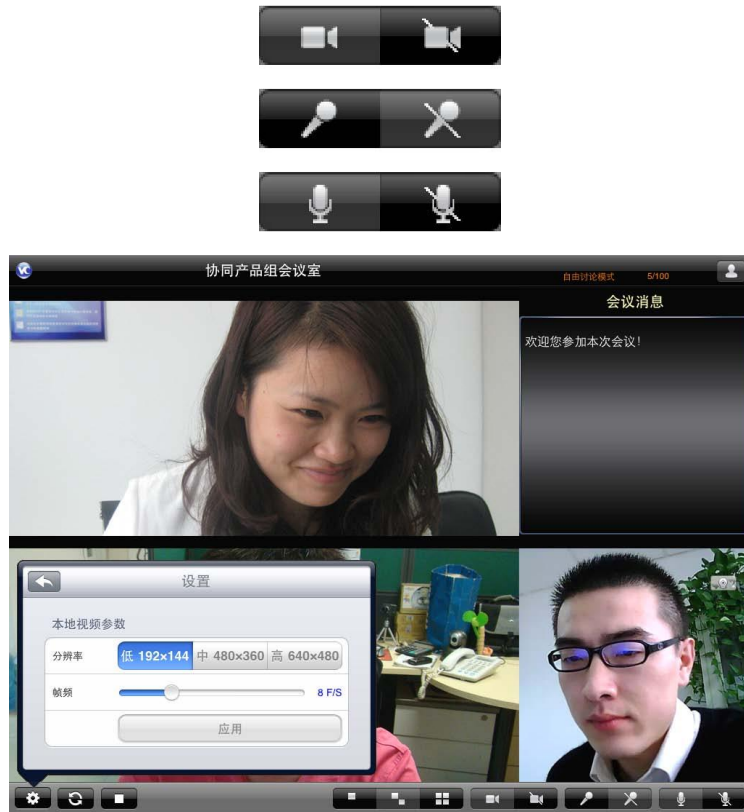 协同产品组会议室
自由讨论模式 5/100
会议消息
欢迎您参加本次会议！
设置
本地视频参数
分辨率 低 192×144 中 480×360 高 640×480
帧频 8 F/S
应用